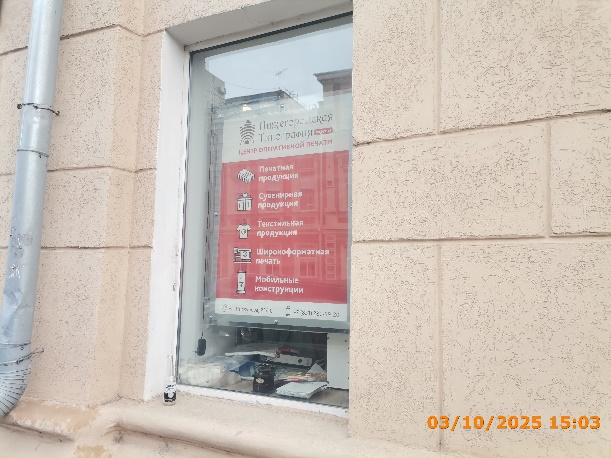 Нижегородская
Типография
ЦЕНТР ОПЕРАТИВНОЙ ПЕЧАТИ
Печатная
продукция
Сувенирная
продукция
Текстильная
продукция
Широкоформатная
печать
Мобильные
конструкции
03/10/2025 15:03